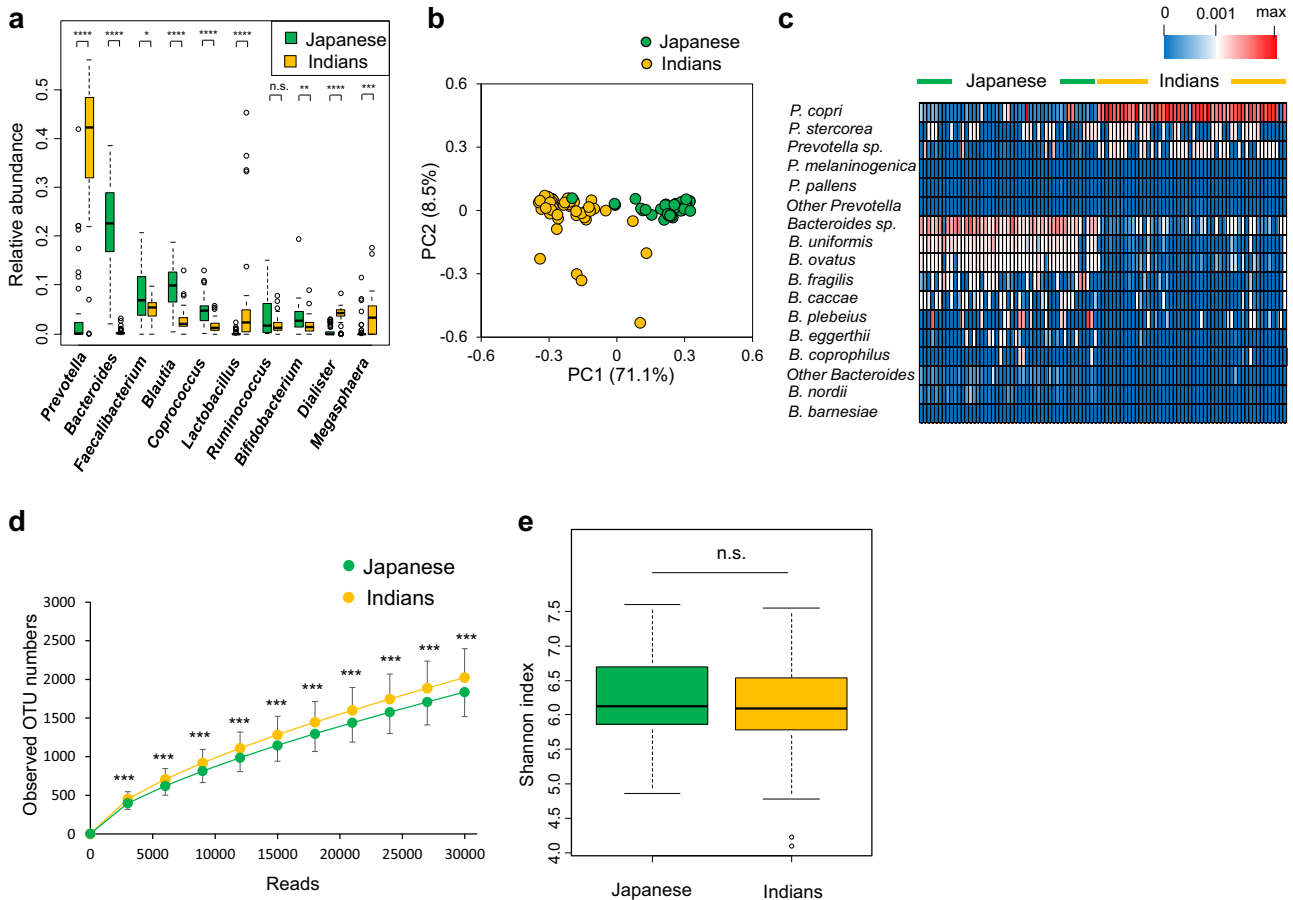 a
****
****
*
****
****
****
n.s.
**
****
***
Japanese
Indians
Relative abundance
0.5
0.4
0.3
0.2
0.1
0.0
Prevotella
Bacteroides
Faecalibacterium
Blautia
Coprococcus
Lactobacillus
Ruminococcus
Bifidobacterium
Dialister
Megasphaera
b
Japanese
Indians
PC2 (8.5%)
0.6
0.3
0
-0.3
-0.6
-0.6
-0.3
0
0.3
0.6
PC1 (71.1%)
c
0
0.001
max
Japanese
Indians
P. copri
P. stercorea
Prevotella sp.
P. melaninogenica
P. pallens
Other Prevotella
Bacteroides sp.
B. uniformis
B. ovatus
B. fragilis
B. caccae
B. plebeius
B. eggerthii
B. coprophilus
Other Bacteroides
B. nordii
B. barnesiae
d
Japanese
Indians
Observed OTU numbers
3000
2500
2000
1500
1000
500
0
***
***
***
***
***
***
***
***
***
***
0
5000
10000
15000
20000
25000
30000
Reads
e
n.s.
Shannon index
7.5
7.0
6.5
6.0
5.5
5.0
4.5
4.0
Japanese
Indians